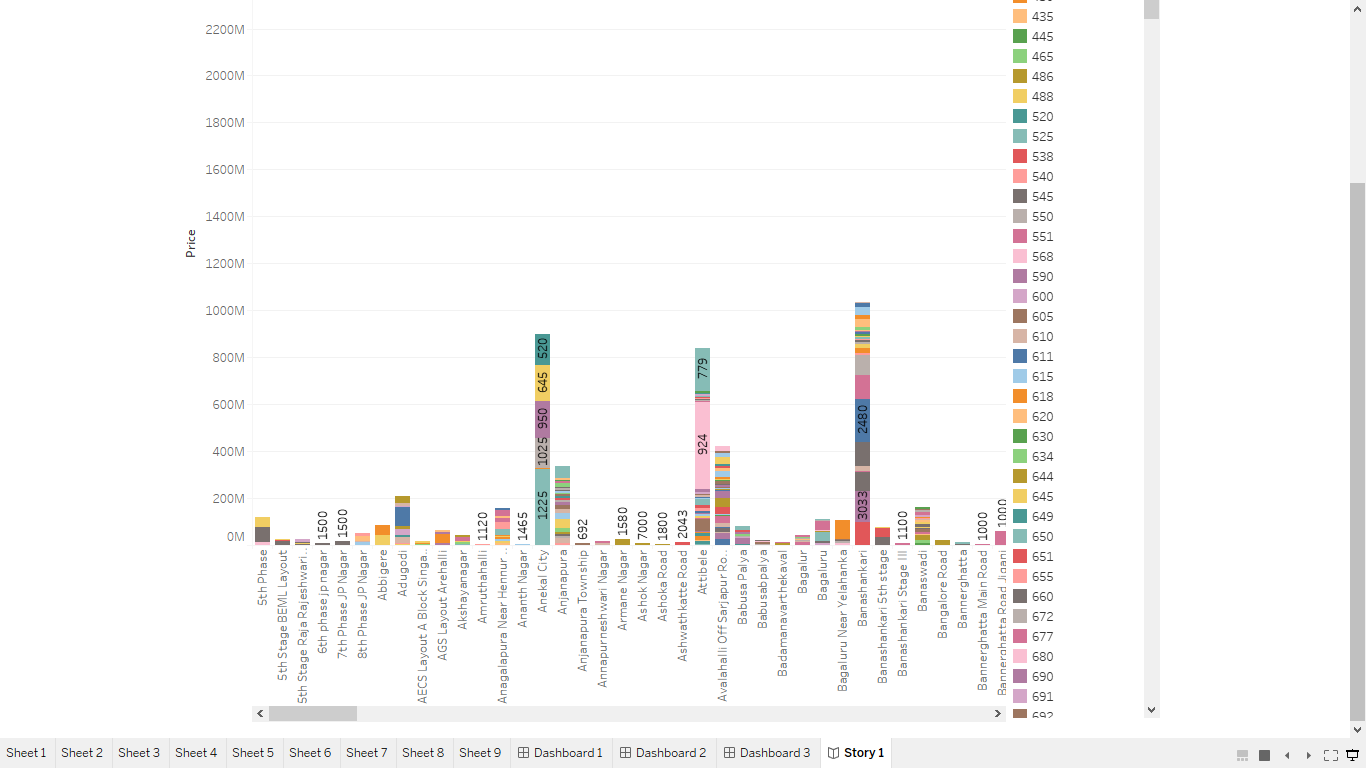 2200M
2000M
1800M
1600M
1400M
1200M
1000M
800M
600M
400M
200M
0M
Price
1500
1500
1120
1465
520
645
950
1025
1225
692
1580
7000
1800
2043
779
924
2480
3033
1100
1000
1000
5th Phase
5th Stage BEML Layout
5th Stage Raja Rajeshwari ..
6th phase jp nagar
7th Phase JP Nagar
8th Phase JP Nagar
Abbigere
Adugodi
AECS Layout A Block Singa..
AGS Layout Arehalli
Akshayanagar
Amruthahalli
Ananth Nagar
Anagalapura Near Hennur ..
Anekal City
Anjanapura
Anjanapura Township
Annapurneshwari Nagar
Armane Nagar
Ashok Nagar
Ashoka Road
Ashwathkatte Road
Attibele
Avalahalli Off Sarjapur Ro..
Babusa Palya
Babusabpalya
Badamanavarthekaval
Bagalur
Bagaluru
Bagaluru Near Yelahanka
Banashankari
Banashankari 5th stage
Banashankari Stage III
Banaswadi
Bangalore Road
Bannerghatta
Bannerghatta Main Road
Bannerghatta Road Jigani
435
445
465
486
488
520
525
538
540
545
550
551
568
590
600
605
610
611
615
618
620
630
634
644
645
649
650
651
655
660
672
677
680
690
691
692
Sheet 1 Sheet 2 Sheet 3 Sheet 4 Sheet 5 Sheet 6 Sheet 7 Sheet 8 Sheet 9 Dashboard 1 Dashboard 2 Dashboard 3 Story 1